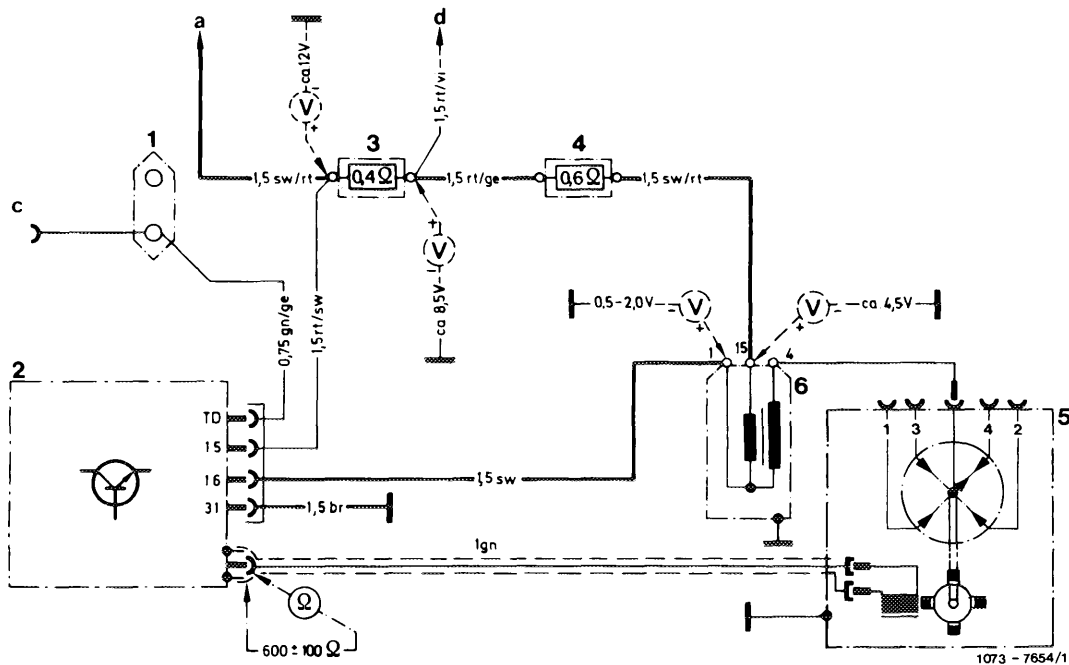 a
d
ca 12V
-
V
+
1,5 rt/vi
1
3
4
1,5 sw/rt
0,4 Ω
1,5 rt/ge
0,6 Ω
1,5 sw/rt
c
+
V
-
ca 8,5V
0,75 gn/ge
1,5 rt/sw
0,5-2,0V
V
-
+
V
-
+
ca. 4,5V
1
15
4
6
2
TD
15
16
31
1,5 sw
1,5 br
5
1
3
4
2
1gn
Ω
600 ± 100 Ω
1073 - 7654/1